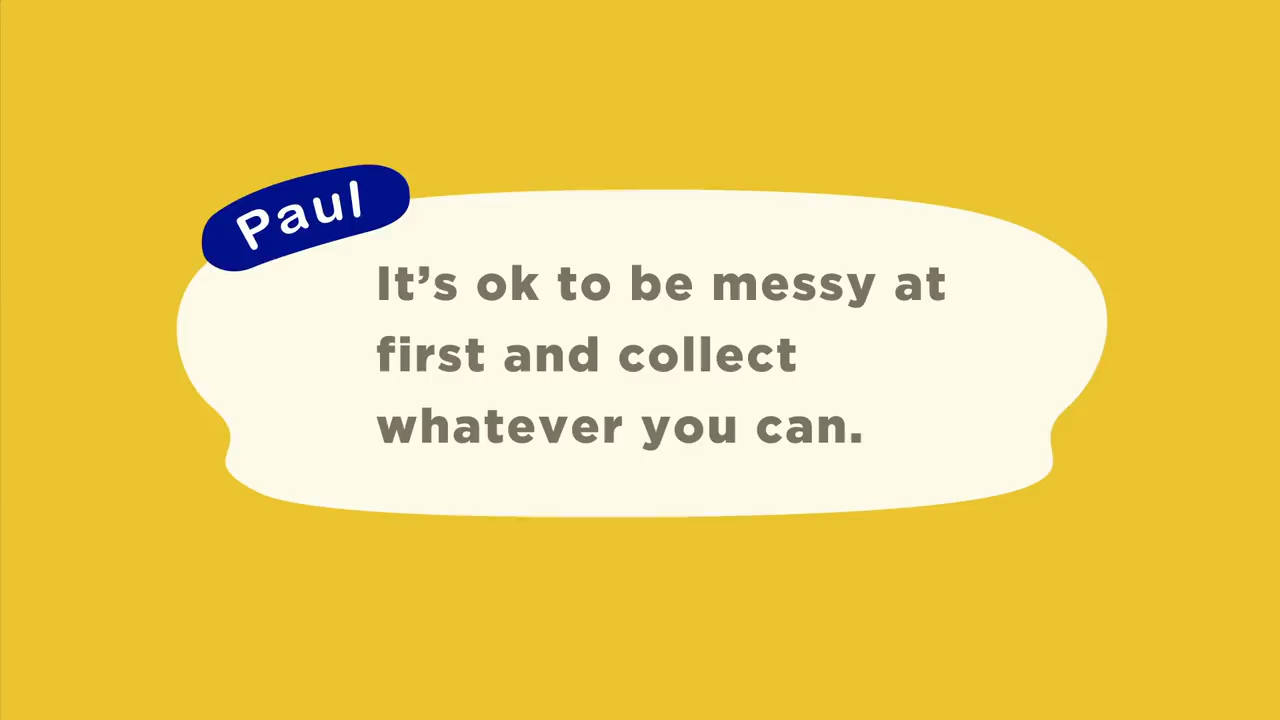 Paul
It’s ok to be messy at
first and collect
whatever you can.